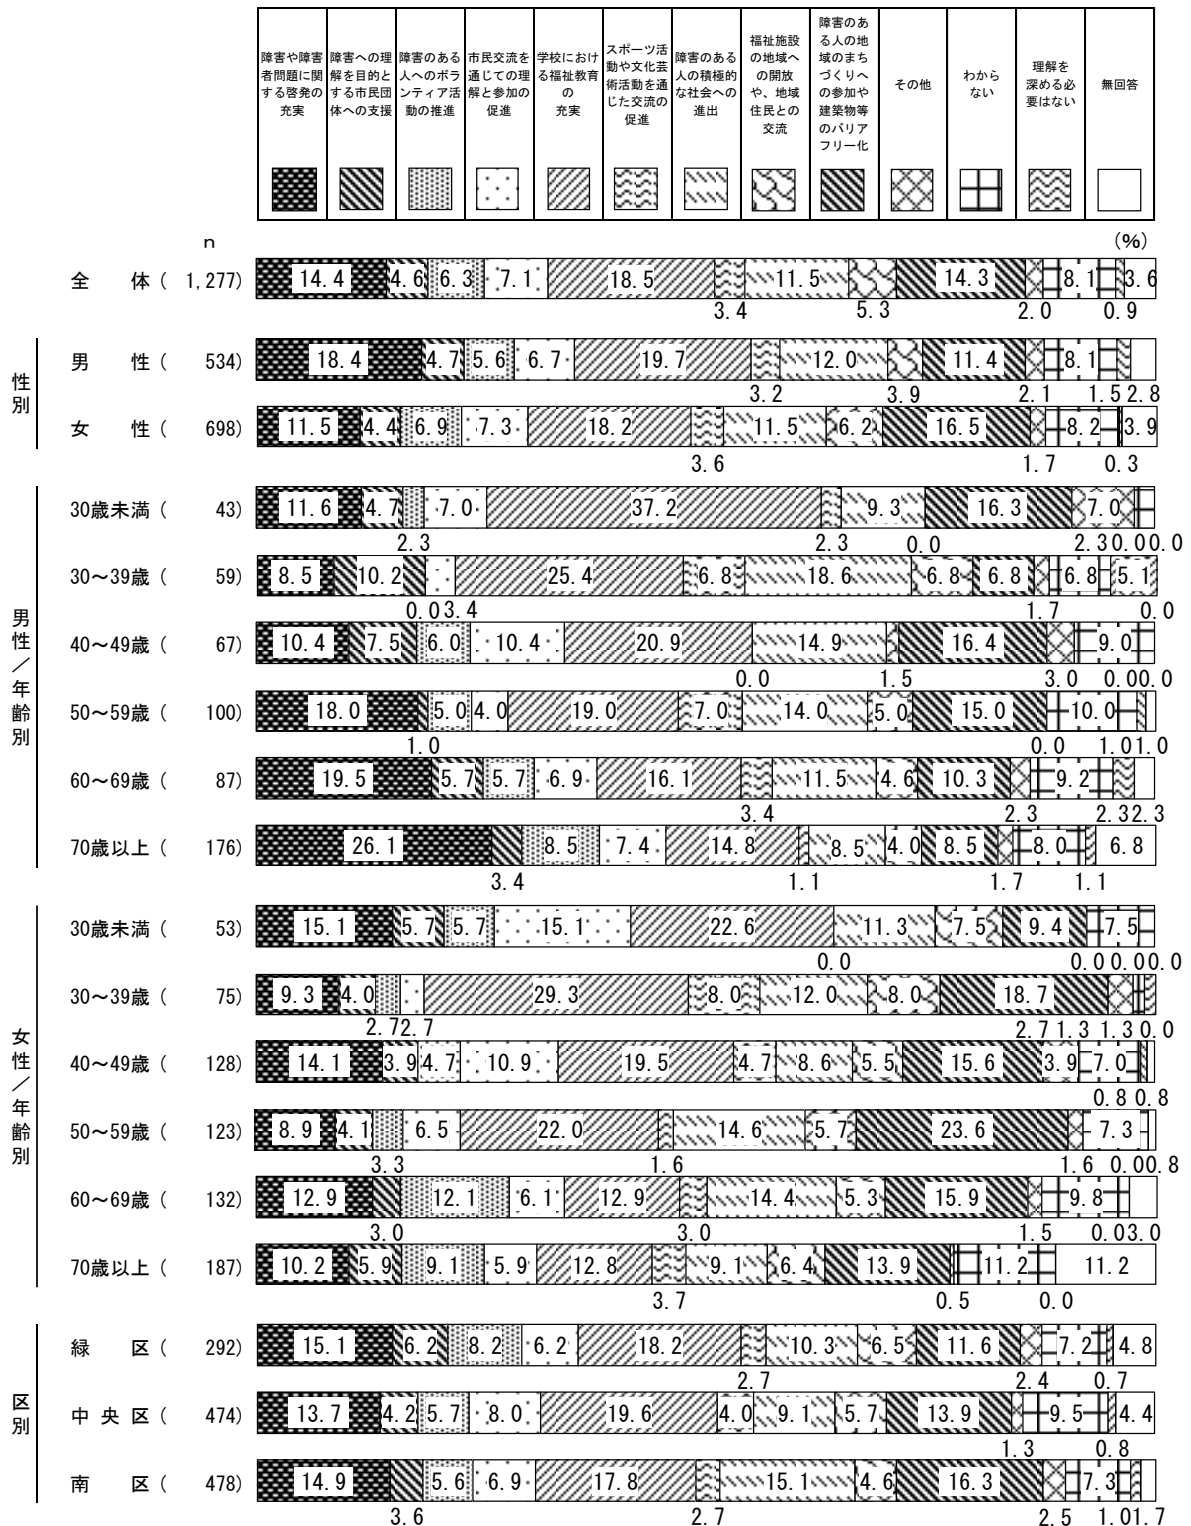 障害や障害
者問題に関
する啓発の
充実
障害への理
解を目的と
する市民団
体への支援
障害のある
人へのボラ
ンティア活
動の推進
市民交流を
通じての理
解と参加の
促進
学校におけ
る福祉教育
の
充実
スポーツ活
動や文化芸
術活動を通
じた交流の
促進
障害のある
人の積極的
な社会への
進出
福祉施設
の地域へ
の開放
や、地域
住民との
交流
障害のあ
る人の地
域のまち
づくりへ
の参加や
建築物等
のバリア
フリー化
その他
わから
ない
理解を
深める必
要はない
無回答
n
(%)
全 体 ( 1,277) 14.4 4.6 6.3 7.1 18.5 11.5 14.3 8.1 3.6
3.4 5.3 2.0 0.9
性別
男 性 ( 534) 18.4 4.7 5.6 6.7 19.7 12.0 11.4 8.1
3.2 3.9 2.1 1.5 2.8
女 性 ( 698) 11.5 4.4 6.9 7.3 18.2 11.5 6.2 16.5 8.2 3.9
3.6 1.7 0.3
男性／年齢別
30歳未満 ( 43) 11.6 4.7 7.0 37.2 9.3 16.3 7.0
2.3 2.3 0.0 2.3 0.0 0.0
30～39歳 ( 59) 8.5 10.2 25.4 6.8 18.6 6.8 6.8 6.8 5.1
0.0 3.4 1.7 0.0
40～49歳 ( 67) 10.4 7.5 6.0 10.4 20.9 14.9 16.4 9.0
0.0 1.5 3.0 0.0 0.0
50～59歳 ( 100) 18.0 5.0 4.0 19.0 7.0 14.0 5.0 15.0 10.0
1.0 0.0 1.0 1.0
60～69歳 ( 87) 19.5 5.7 5.7 6.9 16.1 11.5 4.6 10.3 9.2
3.4 2.3 2.3 2.3
70歳以上 ( 176) 26.1 8.5 7.4 14.8 8.5 4.0 8.5 8.0 6.8
3.4 1.1 1.7 1.1
女性／年齢別
30歳未満 ( 53) 15.1 5.7 5.7 15.1 22.6 11.3 7.5 9.4 7.5
0.0 0.0 0.0 0.0
30～39歳 ( 75) 9.3 4.0 29.3 8.0 12.0 8.0 18.7
2.7 2.7 2.7 1.3 1.3 0.0
40～49歳 ( 128) 14.1 3.9 4.7 10.9 19.5 4.7 8.6 5.5 15.6 3.9 7.0
0.8 0.8
50～59歳 ( 123) 8.9 4.1 6.5 22.0 14.6 5.7 23.6 7.3
3.3 1.6 1.6 0.0 0.8
60～69歳 ( 132) 12.9 12.1 6.1 12.9 14.4 5.3 15.9 9.8
3.0 3.0 1.5 0.0 3.0
70歳以上 ( 187) 10.2 5.9 9.1 5.9 12.8 9.1 6.4 13.9 11.2 11.2
3.7 0.5 0.0
区別
緑 区 ( 292) 15.1 6.2 8.2 6.2 18.2 10.3 6.5 11.6 7.2 4.8
2.7 2.4 0.7
中央区 ( 474) 13.7 4.2 5.7 8.0 19.6 4.0 9.1 5.7 13.9 9.5 4.4
1.3 0.8
南 区 ( 478) 14.9 5.6 6.9 17.8 15.1 4.6 16.3 7.3
3.6 2.7 2.5 1.0 1.7